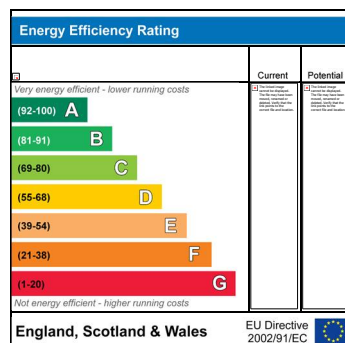 Energy Efficiency Rating
Current Potential
Very energy efficient - lower running costs
(92-100) A
(81-91) B
(69-80) C
(55-68) D
(39-54) E
(21-38) F
(1-20) G
Not energy efficient - higher running costs
England, Scotland & Wales
EU Directive
2002/91/EC